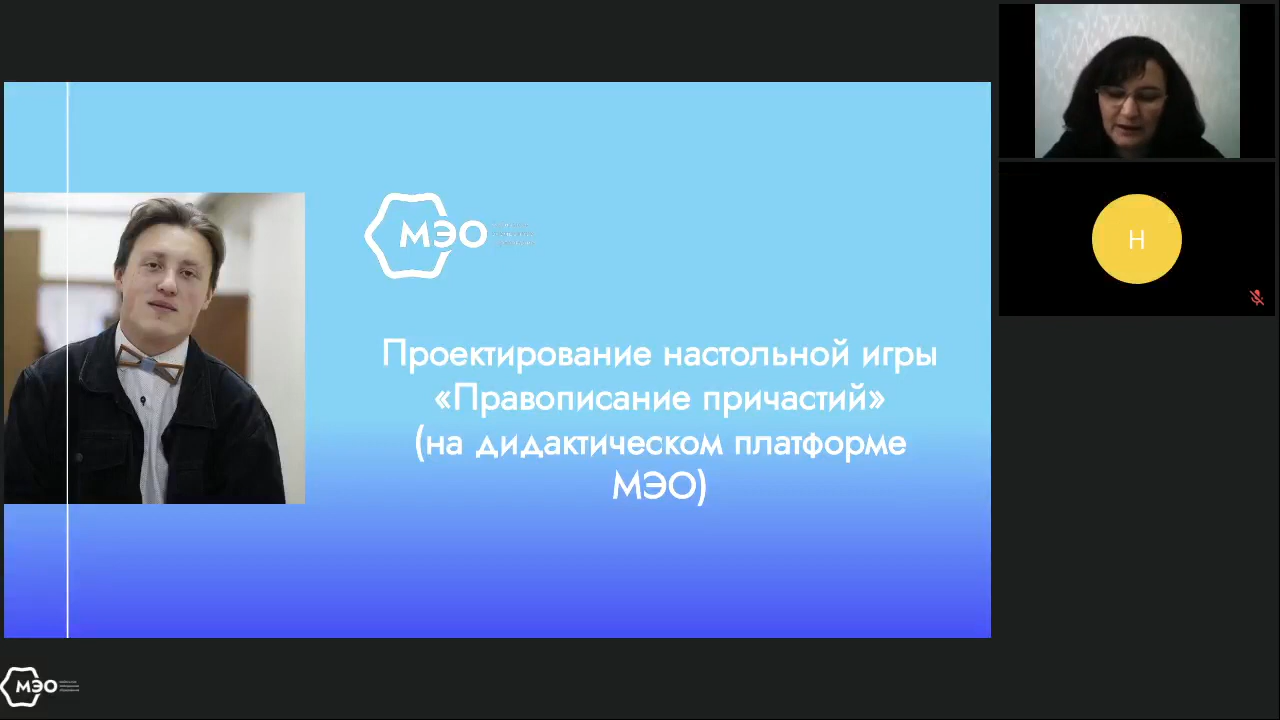 МЭО
Проектирование настольной игры
«Правописание причастий»
(на дидактическом платформе
МЭО)
Н
МЭО